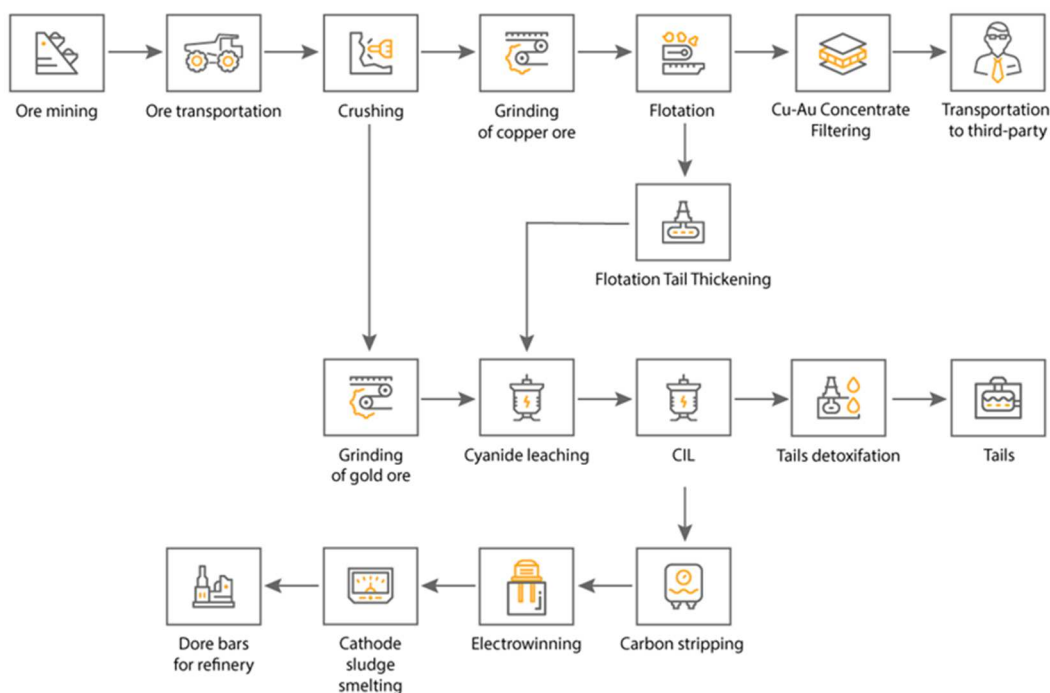 Ore mining
Ore transportation
Crushing
Grinding
of copper ore
Flotation
Cu-Au Concentrate
Filtering
Transportation
to third-party
Flotation Tail Thickening
Grinding
of gold ore
Cyanide leaching
CIL
Tails detoxifation
Tails
Dore bars
for refinery
Cathode
sludge
smelting
Electrowinning
Carbon stripping